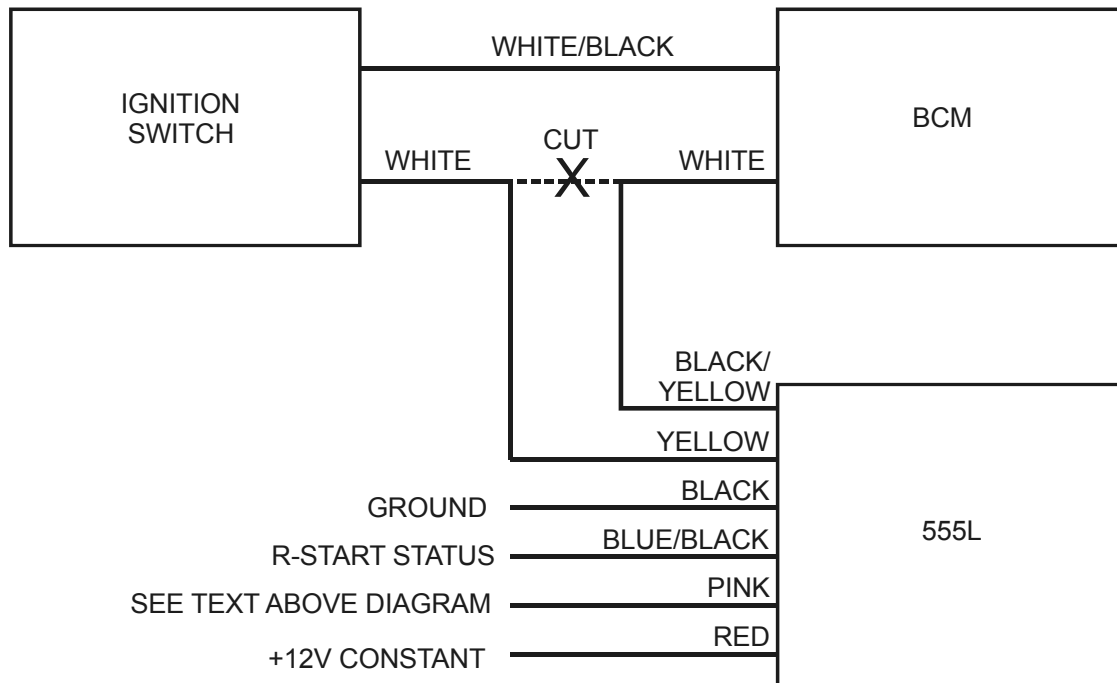 WHITE/BLACK
IGNITION
SWITCH
BCM
CUT
WHITE
X
WHITE
BLACK/
YELLOW
YELLOW
GROUND
BLACK
R-START STATUS
BLUE/BLACK
555L
SEE TEXT ABOVE DIAGRAM
PINK
+12V CONSTANT
RED